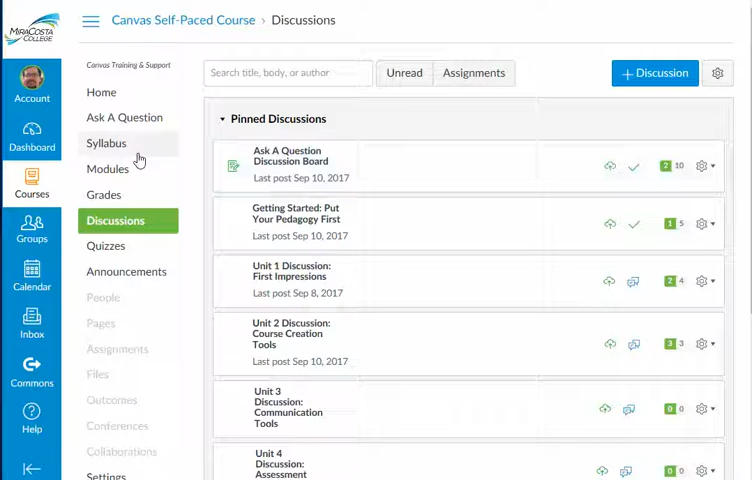 MIRACOSTA
COLLEGE
Canvas Self-Paced Course > Discussions
Account
Dashboard
Courses
Groups
Calendar
Inbox
Commons
Help
Canvas Training & Support
Home
Ask A Question
Syllabus
Modules
Grades
Discussions
Quizzes
Announcements
People
Pages
Assignments
Files
Outcomes
Conferences
Collaborations
Settings
Search title, body, or author
Unread
Assignments
+ Discussion
Pinned Discussions
Ask A Question
Discussion Board
Last post Sep 10, 2017
2 10
Getting Started: Put
Your Pedagogy First
Last post Sep 10, 2017
1 5
Unit 1 Discussion:
First Impressions
Last post Sep 8, 2017
2 4
Unit 2 Discussion:
Course Creation
Tools
Last post Sep 10, 2017
3 3
Unit 3
Discussion:
Communication
Tools
0 0
Unit 4
Discussion:
Assessment
0 0